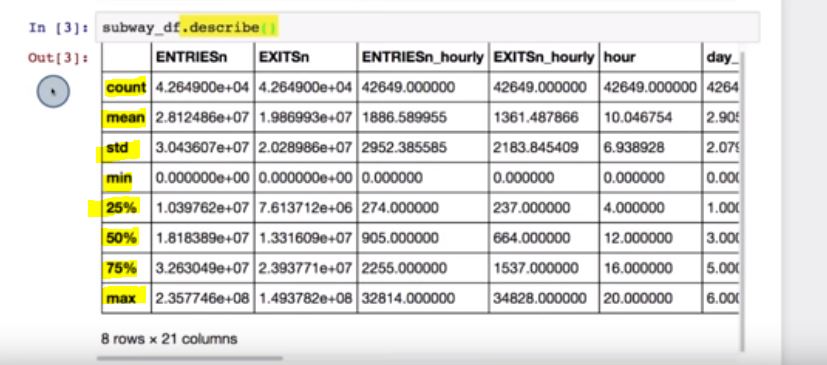 In [3]: subway_df.describe()
Out[3]:
ENTRIESn EXITSn ENTRIESn_hourly EXITSn_hourly hour day_
count 4.264900e+04 4.264900e+04 42649.000000 42649.000000 42649.000000 4264
mean 2.812486e+07 1.986993e+07 1886.589955 1361.487866 10.046754 2.905
std 3.043607e+07 2.028986e+07 2952.385585 2183.845409 6.938928 2.079
min 0.000000e+00 0.000000e+00 0.000000 0.000000 0.000000 0.000
25% 1.039762e+07 7.613712e+06 274.000000 237.000000 4.000000 1.000
50% 1.818389e+07 1.331609e+07 905.000000 664.000000 12.000000 3.000
75% 3.263049e+07 2.393771e+07 2255.000000 1537.000000 16.000000 5.000
max 2.357746e+08 1.493782e+08 32814.000000 34828.000000 20.000000 6.000
8 rows × 21 columns